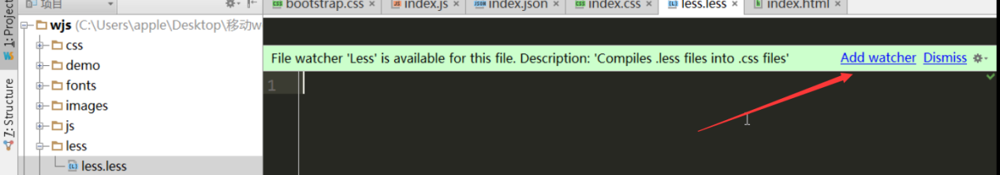 项目
bootstrap.css × index.js × index.json × index.css × less.less × index.html ×
1: Project
wjs (C:\Users\apple\Desktop\移动w
css
demo
fonts
images
js
less
less.less
7: Structure
File watcher 'Less' is available for this file. Description: 'Compiles .less files into .css files' Add watcher Dismiss
1